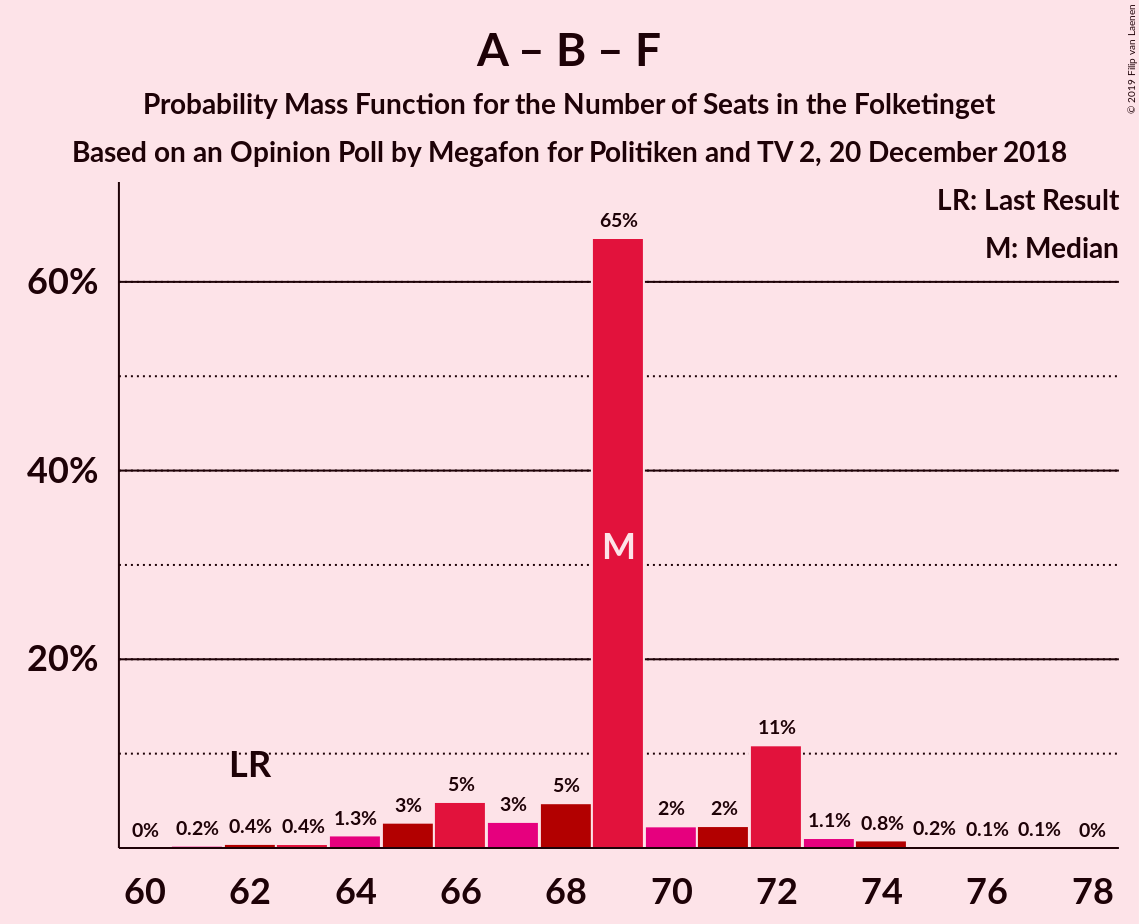 A – B – F
Probability Mass Function for the Number of Seats in the Folketinget
Based on an Opinion Poll by Megafon for Politiken and TV 2, 20 December 2018
© 2019 Filip van Laenen
LR: Last Result
M: Median
60%
40%
20%
0% 0.2% 0.4% 0.4% 1.3% 3% 5% 3% 5% 65% 2% 2% 11% 1.1% 0.8% 0.2% 0.1% 0.1% 0%
LR
M
60 62 64 66 68 70 72 74 76 78